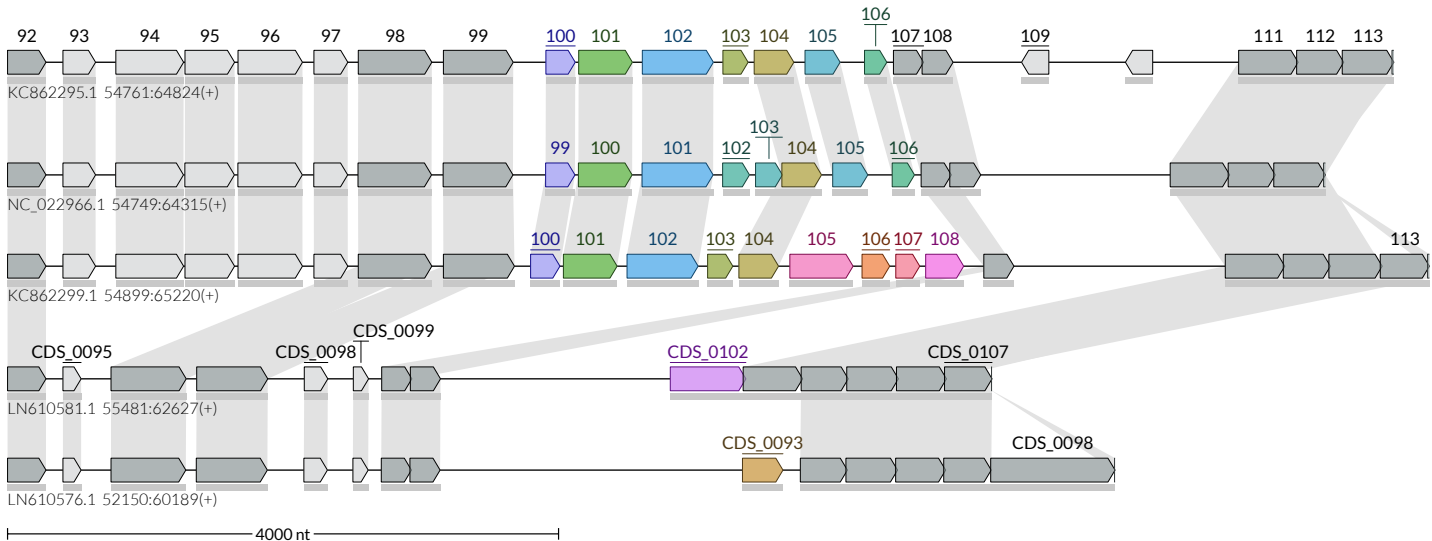 106
92 93 94 95 96 97 98 99 100 101 102 103 104 105 107 108 109 111 112 113
KC862295.1 54761:64824(+)
103
99 100 101 102 104 105 106
NC_022966.1 54749:64315(+)
100 101 102 103 104 105 106 107 108 113
KC862299.1 54899:65220(+)
CDS_0099
CDS_0095 CDS_0098 CDS_0102 CDS_0107
LN610581.1 55481:62627(+)
CDS_0093 CDS_0098
LN610576.1 52150:60189(+)
4000 nt